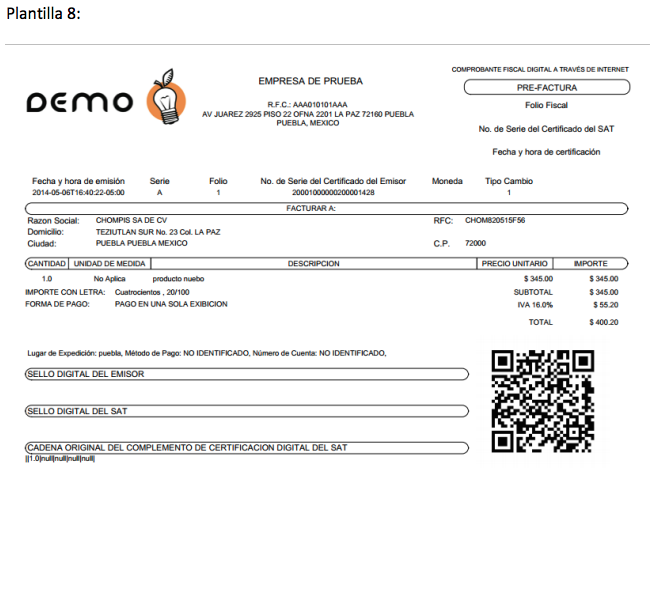 Plantilla 8:
COMPROBANTE FISCAL DIGITAL A TRAVÉS DE INTERNET
DEMO
EMPRESA DE PRUEBA
PRE-FACTURA
R.F.C.: AAA010101AAA
Folio Fiscal
AV JUAREZ 2925 PISO 22 OFNA 2201 LA PAZ 72160 PUEBLA
PUEBLA, MEXICO
No. de Serie del Certificado del SAT
Fecha y hora de certificación
Fecha y hora de emisión Serie Folio No. de Serie del Certificado del Emisor Moneda Tipo Cambio
2014-05-06T16:40:22-05:00 A 1 20001000000200001428 1
FACTURAR A:
Razon Social: CHOMPIS SA DE CV RFC: CHOM820515F56
Domicilio: TEZIUTLAN SUR No. 23 Col. LA PAZ
Ciudad: PUEBLA PUEBLA MEXICO C.P. 72000
CANTIDAD UNIDAD DE MEDIDA DESCRIPCION PRECIO UNITARIO IMPORTE
1.0 No Aplica producto nuebo $ 345.00 $ 345.00
IMPORTE CON LETRA: Cuatrocientos , 20/100 SUBTOTAL $ 345.00
FORMA DE PAGO: PAGO EN UNA SOLA EXIBICION IVA 16.0% $ 55.20
TOTAL $ 400.20
Lugar de Expedición: puebla, Método de Pago: NO IDENTIFICADO, Número de Cuenta: NO IDENTIFICADO,
SELLO DIGITAL DEL EMISOR
SELLO DIGITAL DEL SAT
CADENA ORIGINAL DEL COMPLEMENTO DE CERTIFICACION DIGITAL DEL SAT
||1.0|null|null|null|null|